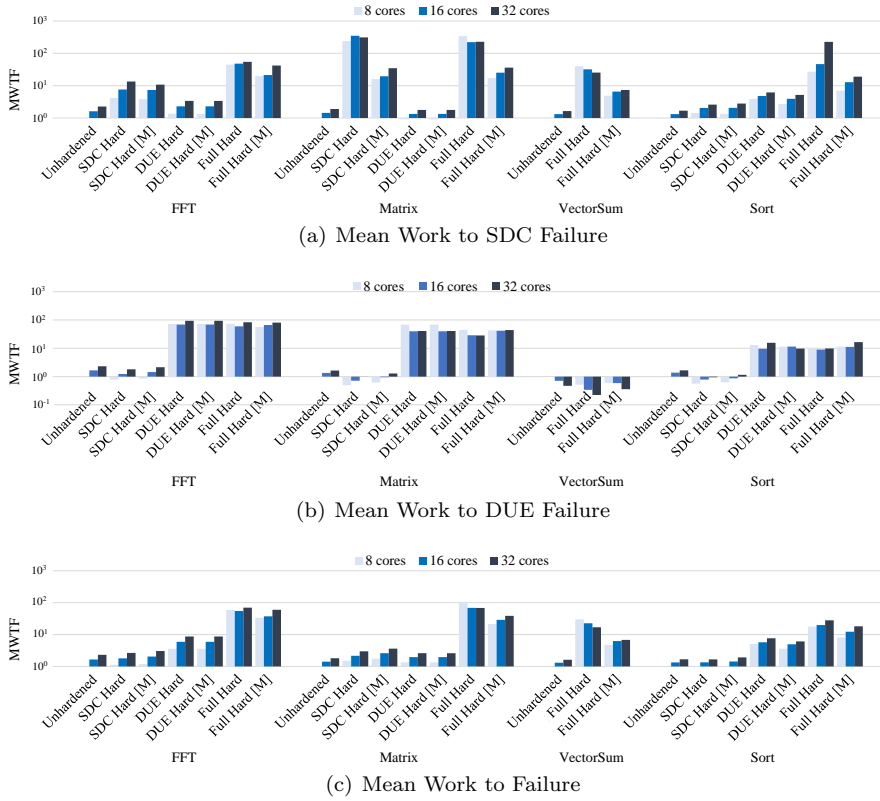 8 cores 16 cores 32 cores
10³
10²
10¹
10⁰
MWTF
Unhardened
SDC Hard
SDC Hard [M]
DUE Hard
DUE Hard [M]
Full Hard
Full Hard [M]
Unhardened
SDC Hard
SDC Hard [M]
DUE Hard
DUE Hard [M]
Full Hard
Full Hard [M]
Unhardened
Full Hard
Full Hard [M]
Unhardened
SDC Hard
SDC Hard [M]
DUE Hard
DUE Hard [M]
Full Hard
Full Hard [M]
FFT Matrix VectorSum Sort
(a) Mean Work to SDC Failure
8 cores 16 cores 32 cores
10³
10²
10¹
10⁰
10⁻¹
MWTF
Unhardened
SDC Hard
SDC Hard [M]
DUE Hard
DUE Hard [M]
Full Hard
Full Hard [M]
Unhardened
SDC Hard
SDC Hard [M]
DUE Hard
DUE Hard [M]
Full Hard
Full Hard [M]
Unhardened
Full Hard
Full Hard [M]
Unhardened
SDC Hard
SDC Hard [M]
DUE Hard
DUE Hard [M]
Full Hard
Full Hard [M]
FFT Matrix VectorSum Sort
(b) Mean Work to DUE Failure
8 cores 16 cores 32 cores
10³
10²
10¹
10⁰
MWTF
Unhardened
SDC Hard
SDC Hard [M]
DUE Hard
DUE Hard [M]
Full Hard
Full Hard [M]
Unhardened
SDC Hard
SDC Hard [M]
DUE Hard
DUE Hard [M]
Full Hard
Full Hard [M]
Unhardened
Full Hard
Full Hard [M]
Unhardened
SDC Hard
SDC Hard [M]
DUE Hard
DUE Hard [M]
Full Hard
Full Hard [M]
FFT Matrix VectorSum Sort
(c) Mean Work to Failure